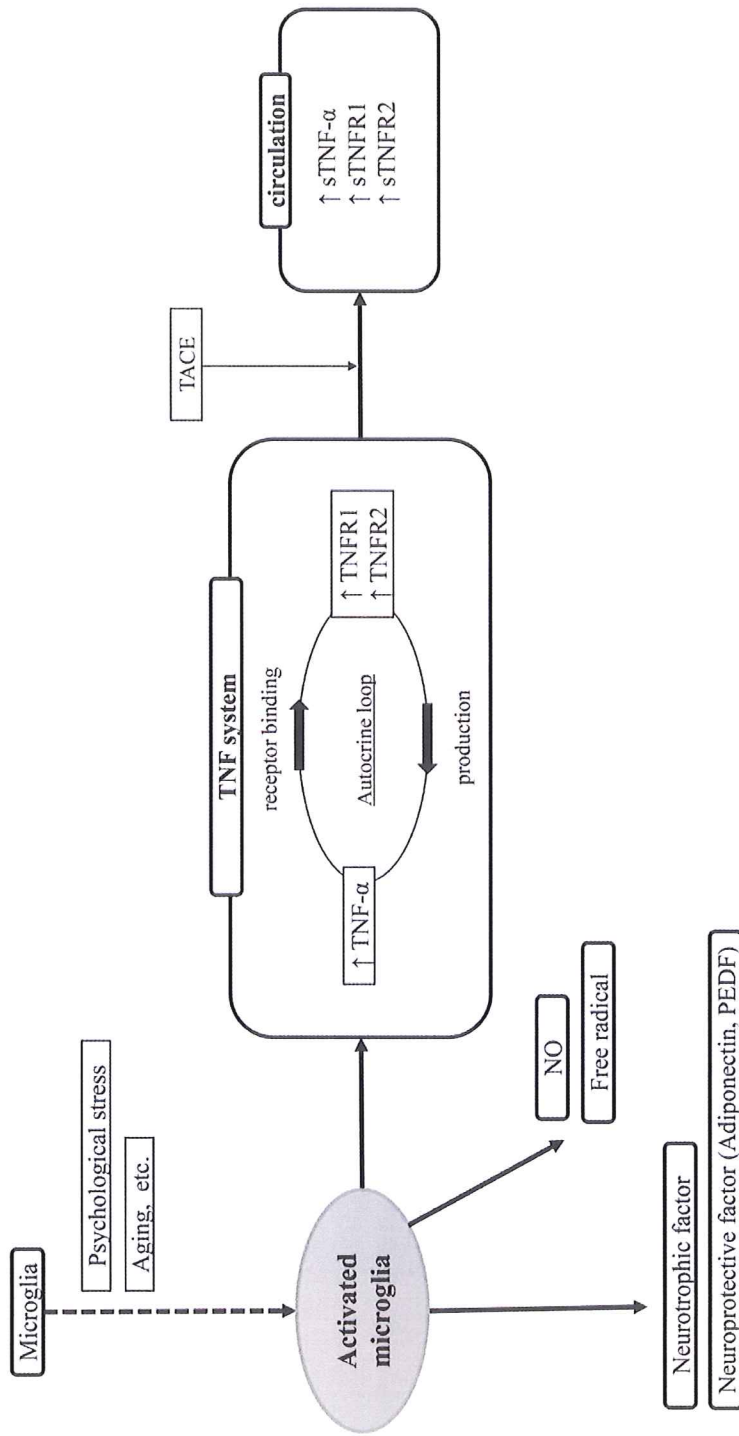 Microglia
Psychological stress
Aging, etc.
Activated
microglia
TNF system
receptor binding
↑ TNF-α
Autocrine loop
↑ TNFR1
↑ TNFR2
production
TACE
circulation
↑ sTNF-α
↑ sTNFR1
↑ sTNFR2
NO
Free radical
Neurotrophic factor
Neuroprotective factor (Adiponectin, PEDF)